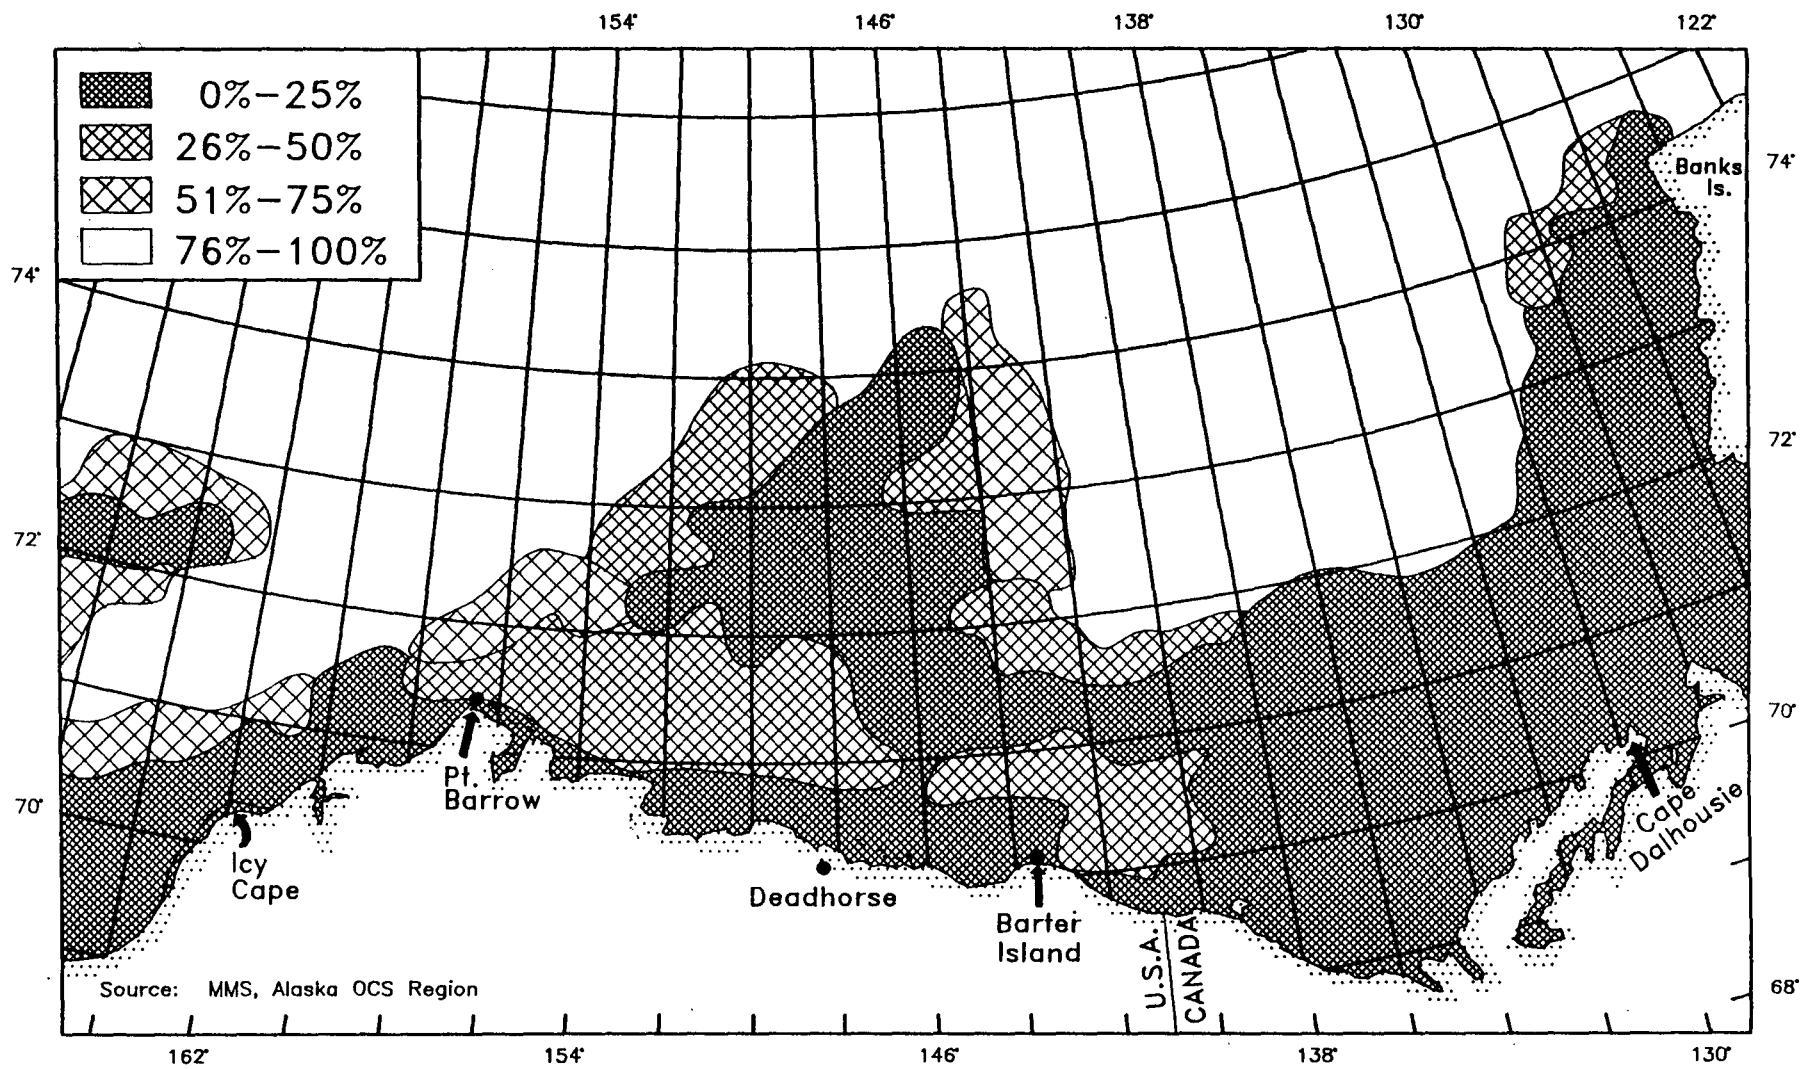 154° 146° 138° 130° 122°
0%-25%
26%-50%
51%-75%
76%-100%
Banks
Is.
74°
74°
72°
72°
70°
70°
68°
Pt.
Barrow
Icy
Cape
Deadhorse
Barter
Island
U.S.A.
CANADA
Cape
Dalhousie
Source: MMS, Alaska OCS Region
162° 154° 146° 138° 130°